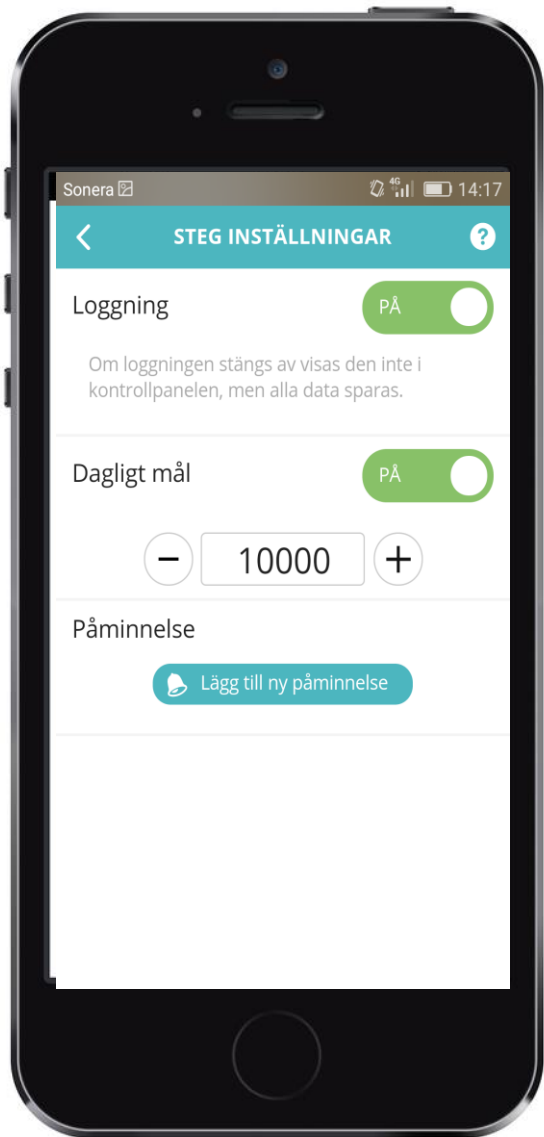 Sonera 4G 14:17
STEG INSTÄLLNINGAR ?
Loggning PÅ
Om loggningen stängs av visas den inte i
kontrollpanelen, men alla data sparas.
Dagligt mål PÅ
− 10000 +
Påminnelse
Lägg till ny påminnelse